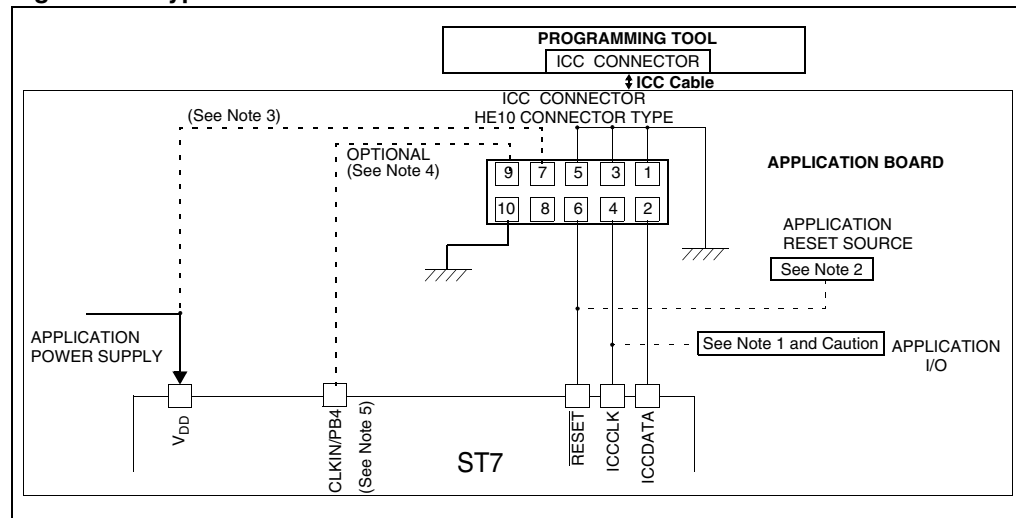 PROGRAMMING TOOL
ICC CONNECTOR
ICC Cable
ICC CONNECTOR
HE10 CONNECTOR TYPE
(See Note 3)
OPTIONAL
(See Note 4)
APPLICATION BOARD
9 7 5 3 1
10 8 6 4 2
APPLICATION
RESET SOURCE
See Note 2
APPLICATION
POWER SUPPLY
See Note 1 and Caution
APPLICATION
I/O
VDD
CLKIN/PB4
(See Note 5)
RESET
ICCCLK
ICCDATA
ST7